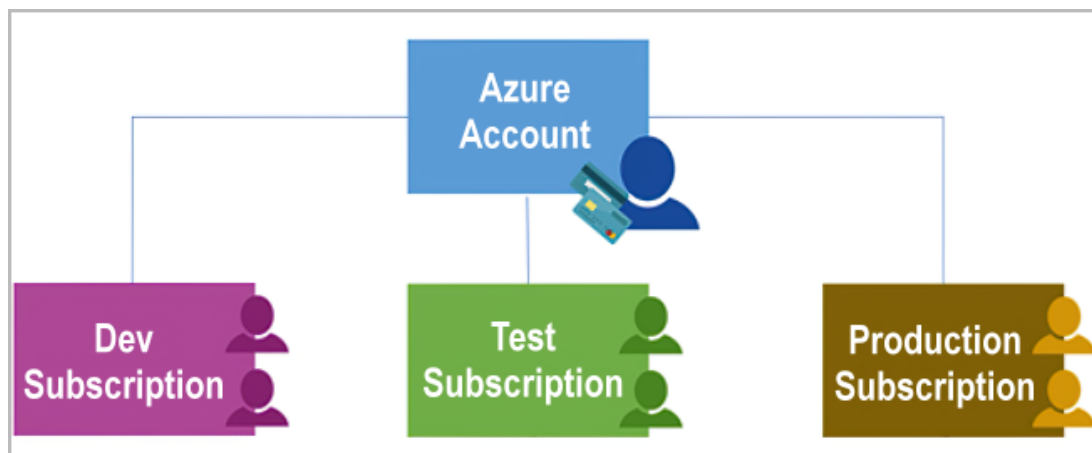 Azure
Account
Dev
Subscription
Test
Subscription
Production
Subscription